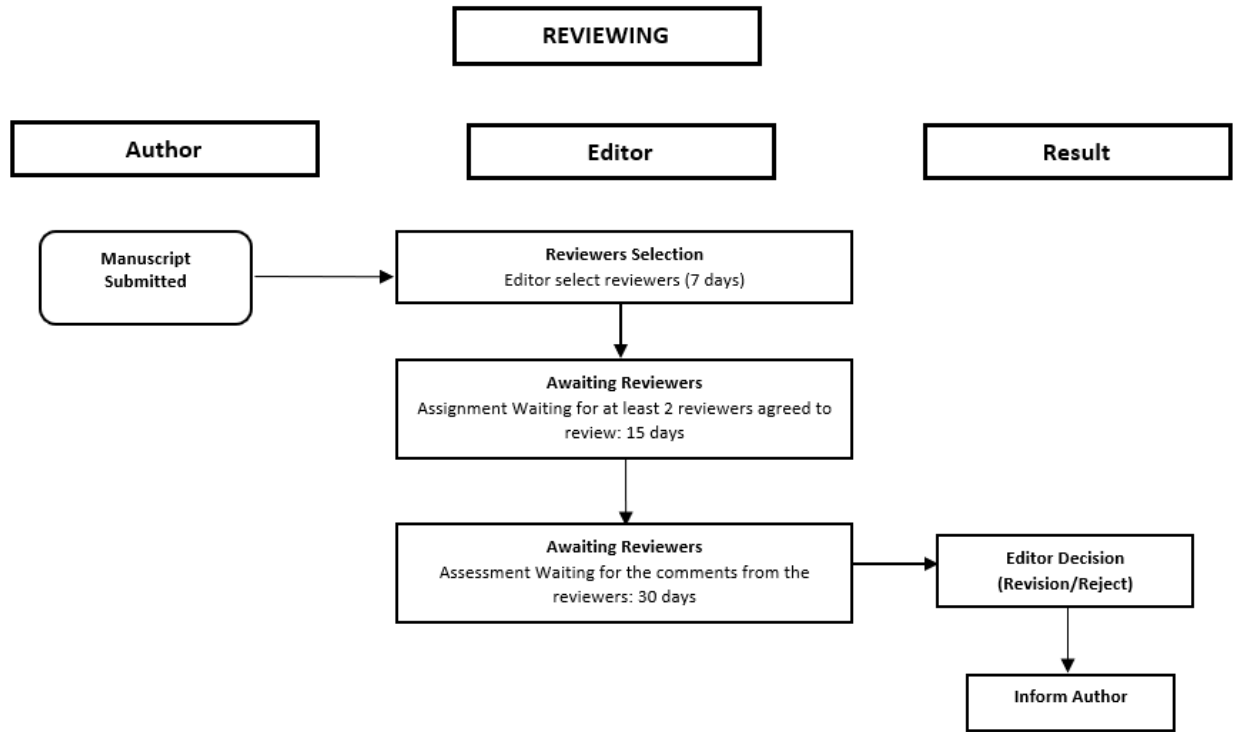 REVIEWING
Author
Editor
Result
Manuscript
Submitted
Reviewers Selection
Editor select reviewers (7 days)
Awaiting Reviewers
Assignment Waiting for at least 2 reviewers agreed to
review: 15 days
Awaiting Reviewers
Assessment Waiting for the comments from the
reviewers: 30 days
Editor Decision
(Revision/Reject)
Inform Author